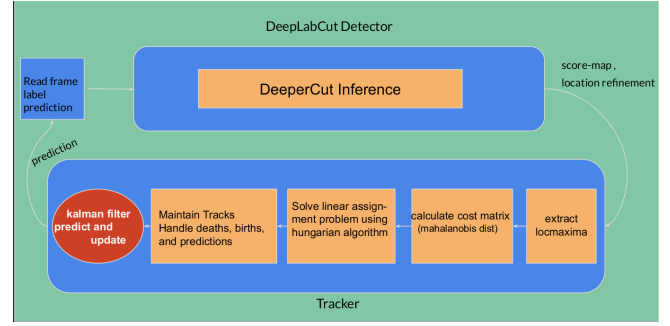 DeepLabCut Detector
Read frame
label
prediction
DeeperCut Inference
score-map ,
location refinement
prediction
kalman filter
predict and
update
Maintain Tracks
Handle deaths, births,
and predictions
Solve linear assign-
ment problem using
hungarian algorithm
calculate cost matrix
(mahalanobis dist)
extract
locmaxima
Tracker